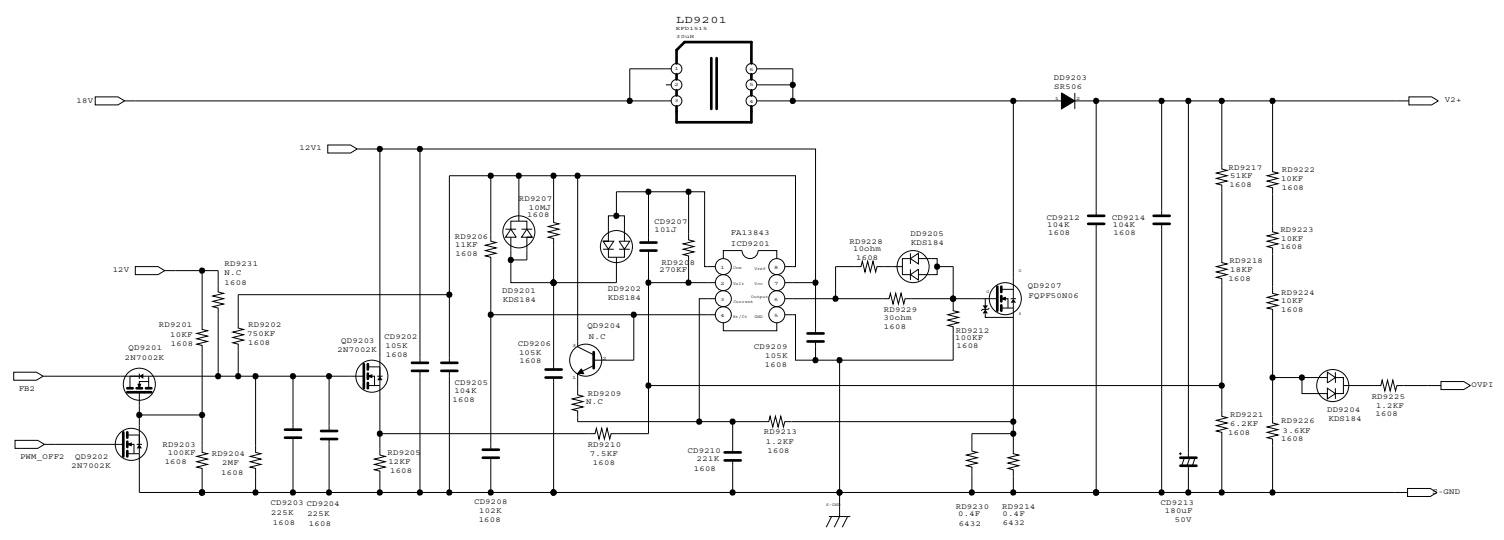 LD9201
30uH
18V
DD9203
SR506
V2+
12V1
RD9217
51KF
1608
RD9222
10KF
1608
RD9207
10MJ
1608
CD9207
101J
RD9206
11KF
1608
FA13843
ICD9201
CD9212
104K
1608
CD9214
104K
1608
RD9228
10ohm
1608
DD9205
KDS184
RD9223
10KF
1608
12V
RD9231
N.C
1608
RD9208
270KF
RD9218
18KF
1608
DD9201
KDS184
DD9202
KDS184
QD9207
FQPF50N06
RD9224
10KF
1608
RD9229
30ohm
1608
RD9212
100KF
1608
RD9201
10KF
1608
RD9202
750KF
1608
QD9203
2N7002K
CD9202
105K
1608
QD9204
N.C
CD9206
105K
1608
CD9209
105K
1608
QD9201
2N7002K
FB2
CD9205
104K
1608
RD9209
N.C
OVPI
RD9225
1.2KF
1608
DD9204
KDS184
RD9221
6.2KF
1608
RD9226
3.6KF
1608
PWM_OFF2
QD9202
2N7002K
RD9203
100KF
1608
RD9204
2MF
1608
RD9205
12KF
1608
RD9210
7.5KF
1608
RD9213
1.2KF
1608
CD9210
221K
1608
CD9203
225K
1608
CD9204
225K
1608
CD9208
102K
1608
RD9230
0.4F
6432
RD9214
0.4F
6432
CD9213
180uF
50V
S-GND